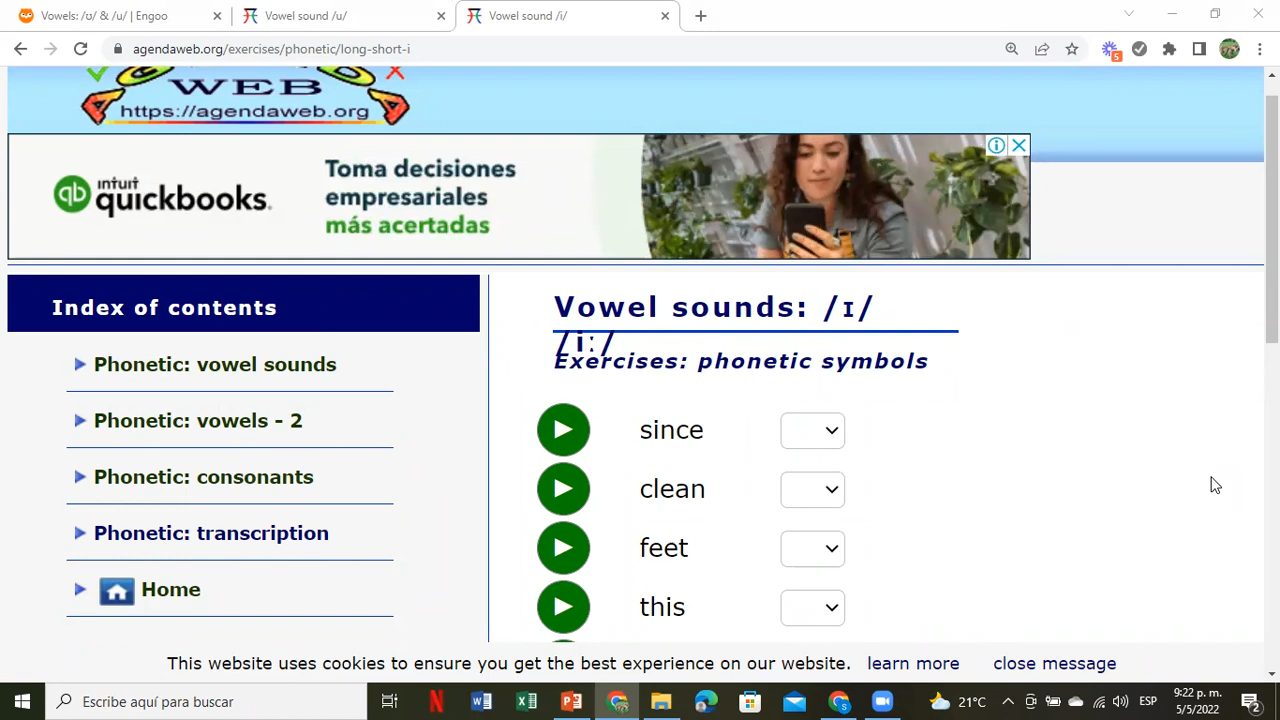 Vowels: /ʊ/ & /u/ | Engoo
Vowel sound /u/
Vowel sound /i/
agendaweb.org/exercises/phonetic/long-short-i
5
WEB
https://agendaweb.org
intuit
quickbooks.
Toma decisiones
empresariales
más acertadas
Index of contents
Phonetic: vowel sounds
Phonetic: vowels - 2
Phonetic: consonants
Phonetic: transcription
Home
Vowel sounds: /ɪ/
/iː/
Exercises: phonetic symbols
since
clean
feet
this
This website uses cookies to ensure you get the best experience on our website. learn more close message
Escribe aquí para buscar
21°C
ESP
9:22 p. m.
5/5/2022
2